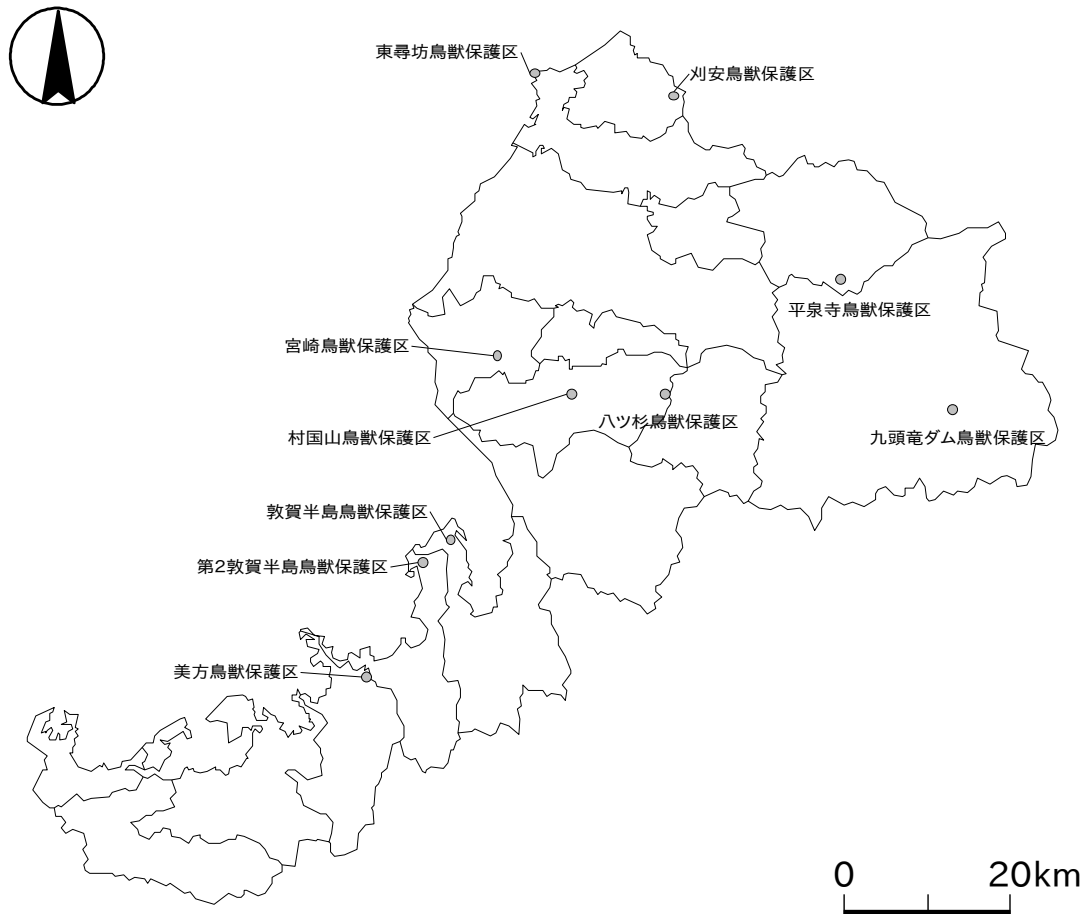 東尋坊鳥獣保護区
刈安鳥獣保護区
平泉寺鳥獣保護区
宮崎鳥獣保護区
八ツ杉鳥獣保護区
村国山鳥獣保護区
九頭竜ダム鳥獣保護区
敦賀半島鳥獣保護区
第2敦賀半島鳥獣保護区
美方鳥獣保護区
0 20km